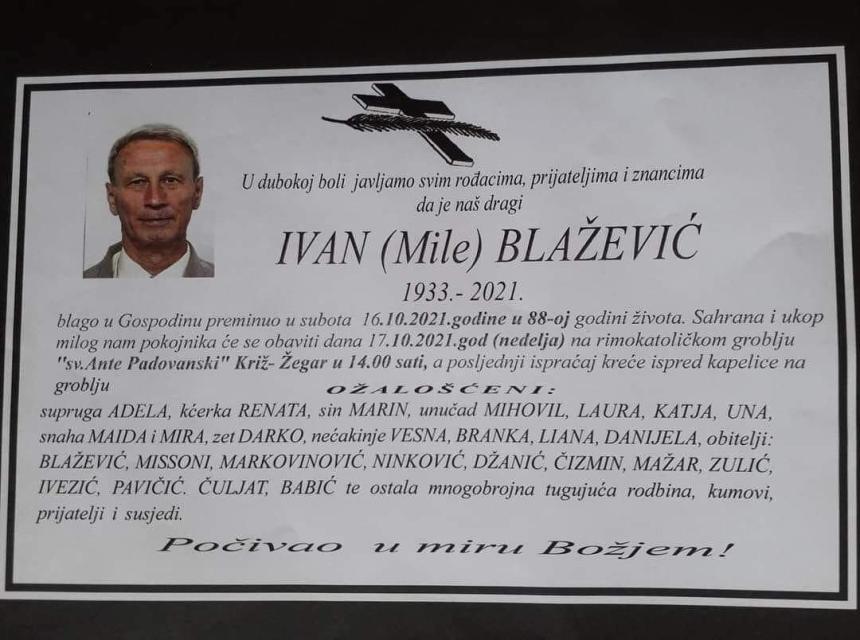 U dubokoj boli javljamo svim rođacima, prijateljima i znancima
da je naš dragi
IVAN (Mile) BLAŽEVIĆ
1933.- 2021.
blago u Gospodinu preminuo u subota 16.10.2021.godine u 88-oj godini života. Sahrana i ukop
milog nam pokojnika će se obaviti dana 17.10.2021.god (nedelja) na rimokatoličkom groblju
"sv.Ante Padovanski" Križ- Žegar u 14.00 sati, a posljednji ispraćaj kreće ispred kapelice na
groblju
OŽALOŠĆENI:
supruga ADELA, kćerka RENATA, sin MARIN, unučad MIHOVIL, LAURA, KATJA, UNA,
snaha MAIDA i MIRA, zet DARKO, nećakinje VESNA, BRANKA, LIANA, DANIJELA, obitelji:
BLAŽEVIĆ, MISSONI, MARKOVINOVIĆ, NINKOVIĆ, DŽANIĆ, ČIZMIN, MAŽAR, ZULIĆ,
IVEZIĆ, PAVIČIĆ. ČULJAT, BABIĆ te ostala mnogobrojna tugujuća rodbina, kumovi,
prijatelji i susjedi.
Počivao u miru Božjem!